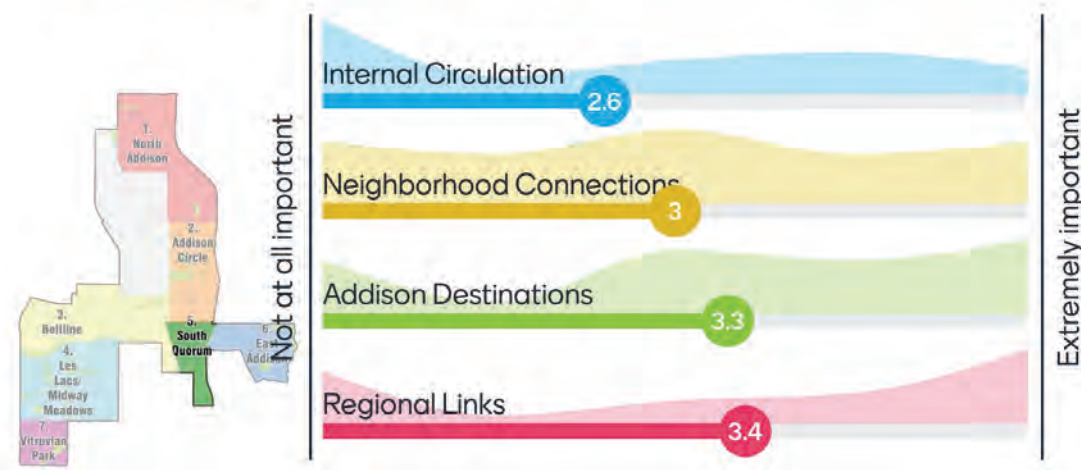 1.
North
Addison
2.
Addison
Circle
3.
Beltline
4.
Les
Lacs/
Midway
Meadows
5.
South
Quorum
6.
East
Addison
7.
Vitruvian
Park
Not at all important
Internal Circulation
2.6
Neighborhood Connections
3
Addison Destinations
3.3
Regional Links
3.4
Extremely important